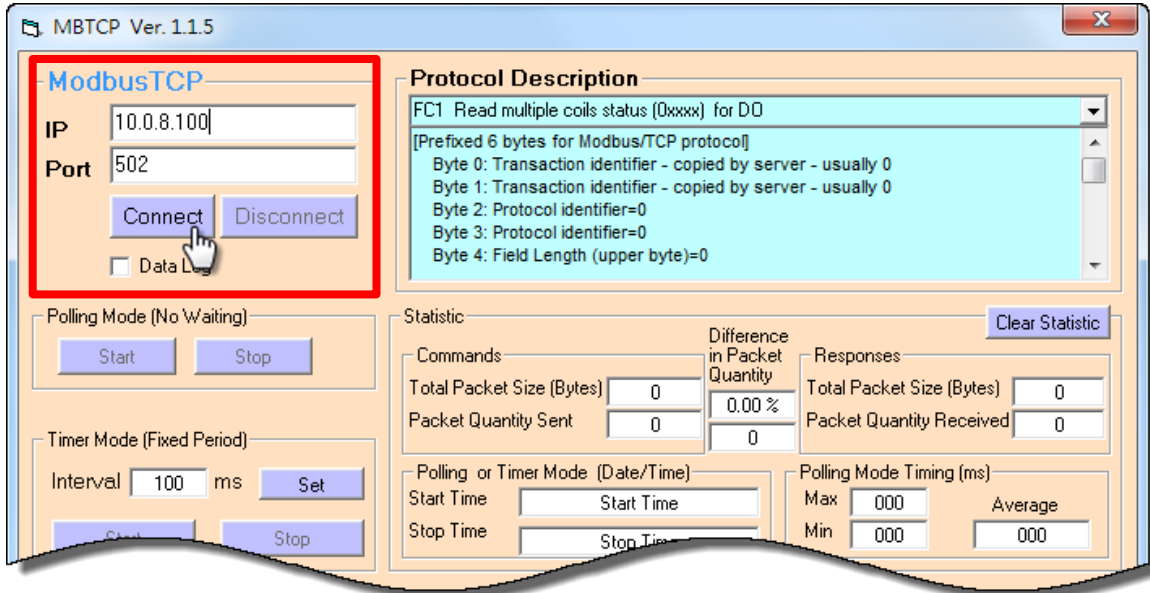 MBTCP Ver. 1.1.5
x
ModbusTCP
IP 10.0.8.100
Port 502
Connect Disconnect
Data Log
Protocol Description
FC1 Read multiple coils status (0xxxx) for DO
[Prefixed 6 bytes for Modbus/TCP protocol]
Byte 0: Transaction identifier - copied by server - usually 0
Byte 1: Transaction identifier - copied by server - usually 0
Byte 2: Protocol identifier=0
Byte 3: Protocol identifier=0
Byte 4: Field Length (upper byte)=0
Polling Mode (No Waiting)
Start Stop
Timer Mode (Fixed Period)
Interval 100 ms Set
Start Stop
Statistic
Clear Statistic
Commands
Total Packet Size (Bytes) 0
Packet Quantity Sent 0
Difference
in Packet
Quantity
0.00 %
0
Responses
Total Packet Size (Bytes) 0
Packet Quantity Received 0
Polling or Timer Mode (Date/Time)
Start Time Start Time
Stop Time Stop Time
Polling Mode Timing (ms)
Max 000
Min 000
Average
000